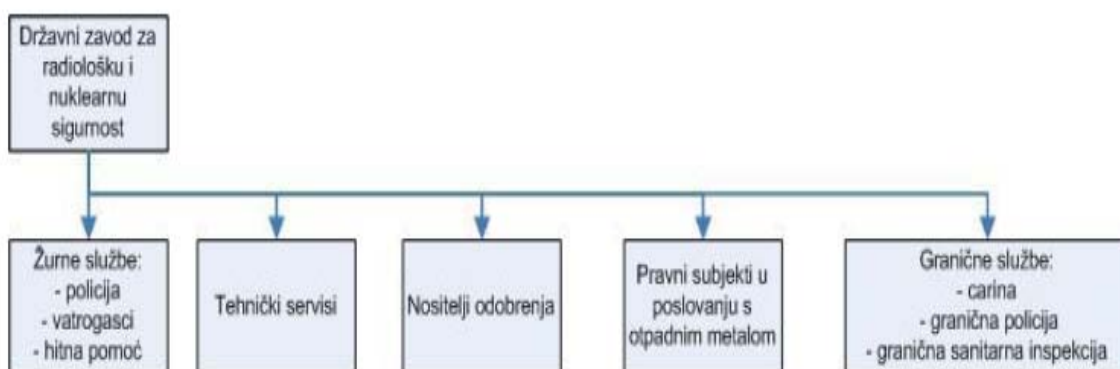 Državni zavod za
radiološku i
nuklearnu
sigurnost
Žurne službe:
- policija
- vatrogasci
- hitna pomoć
Tehnički servisi
Nositelji odobrenja
Pravni subjekti u
poslovanju s
otpadnim metalom
Granične službe:
- carina
- granična policija
- granična sanitarna inspekcija